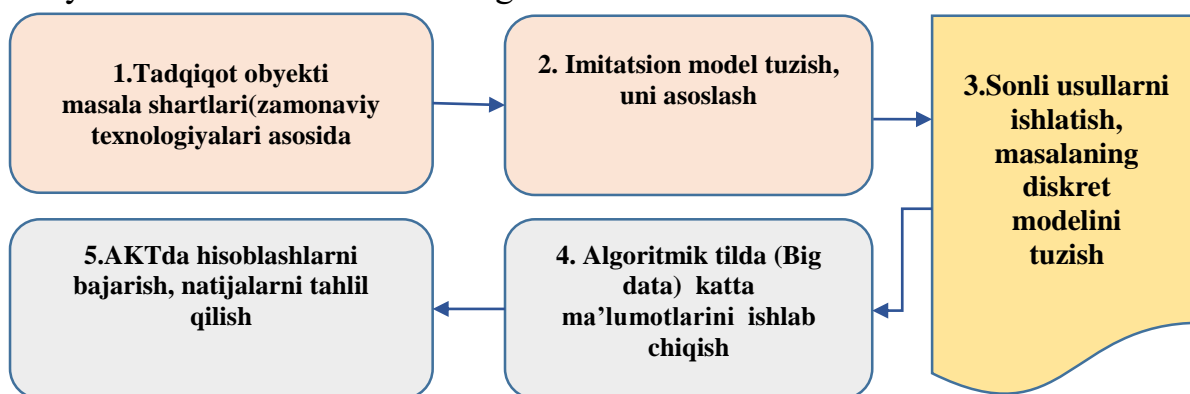 1.Tadqiqot obyekti
masala shartlari(zamonaviy
texnologiyalari asosida
2. Imitatsion model tuzish,
uni asoslash
3.Sonli usullarni
ishlatish,
masalaning
diskret
modelini
tuzish
4. Algoritmik tilda (Big
data) katta
ma’lumotlarini ishlab
chiqish
5.AKTda hisoblashlarni
bajarish, natijalarni tahlil
qilish